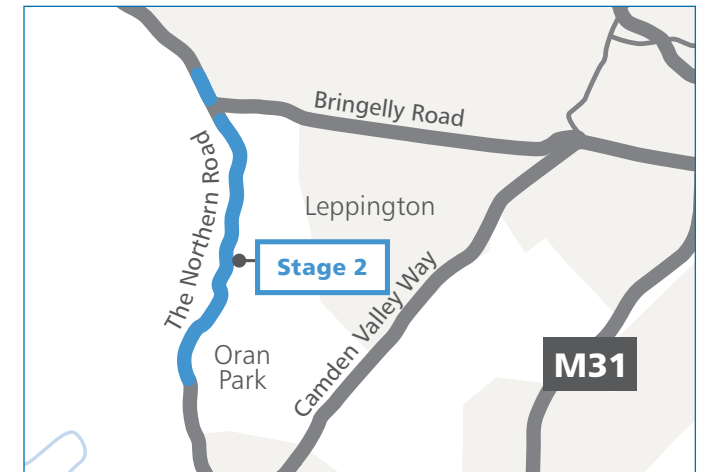 Bringelly Road
The Northern Road
Leppington
Stage 2
Camden Valley Way
Oran
Park
M31